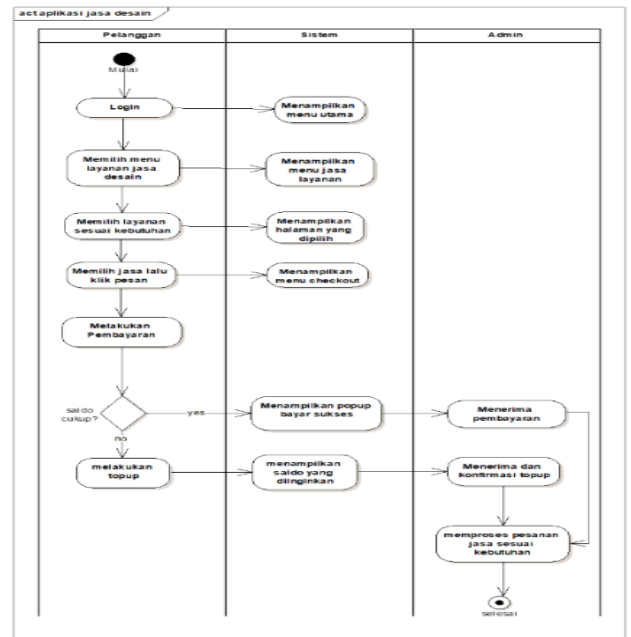 act aplikasi jasa desain
Pelanggan
Sistem
Admin
Mulai
Login
Menampilkan
menu utama
Memilih menu
layanan jasa
desain
Menampilkan
menu jasa
layanan
Memilih layanan
sesuai kebutuhan
Menampilkan
halaman yang
dipilih
Memilih jasa lalu
klik pesan
Menampilkan
menu checkout
Melakukan
Pembayaran
saldo
cukup?
yes
Menampilkan popup
bayar sukses
Menerima
pembayaran
no
melakukan
topup
menampilkan
saldo yang
diinginkan
Menerima dan
konfirmasi topup
memproses pesanan
jasa sesuai
kebutuhan
selesai